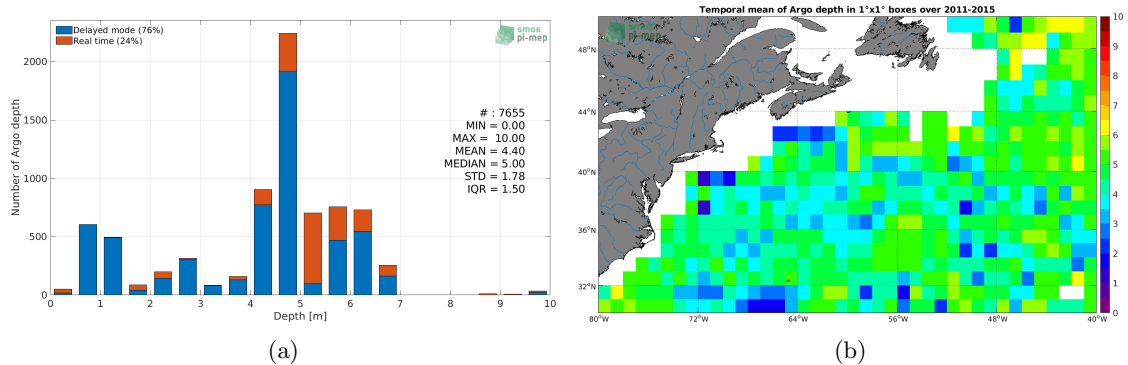 Delayed mode (76%)
Real time (24%)
smos
pi-mep
# : 7655
MIN = 0.00
MAX = 10.00
MEAN = 4.40
MEDIAN = 5.00
STD = 1.78
IQR = 1.50
Number of Argo depth
2000
1500
1000
500
0
0 1 2 3 4 5 6 7 8 9 10
Depth [m]
(a)
Temporal mean of Argo depth in 1°x1° boxes over 2011-2015
smos
pi-mep
48°N
44°N
40°N
36°N
32°N
80°W 72°W 64°W 56°W 48°W 40°W
10
9
8
7
6
5
4
3
2
1
0
(b)